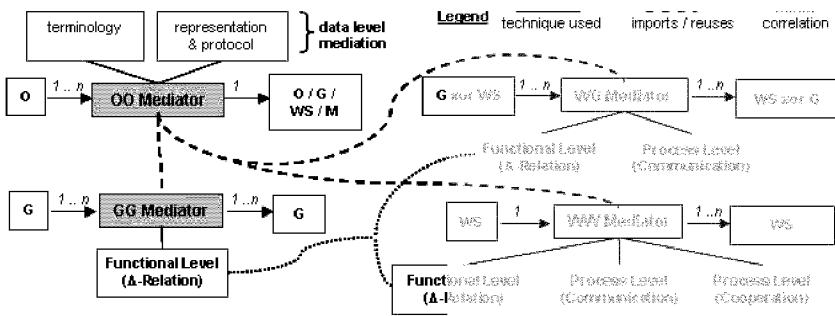 terminology
representation
& protocol
data level
mediation
Legend
technique used
imports / reuses
correlation
O
1 .. n
OO Mediator
1
O / G /
WS / M
G xor WS
1..n
WG Mediator
1..n
WS xor G
Functional Level
(Δ-Relation)
Process Level
(Communication)
G
1 .. n
GG Mediator
1..n
G
WS
1
WW Mediator
1..n
WS
Functional Level
(Δ-Relation)
Functional Level
(Δ-Relation)
Process Level
(Communication)
Process Level
(Cooperation)